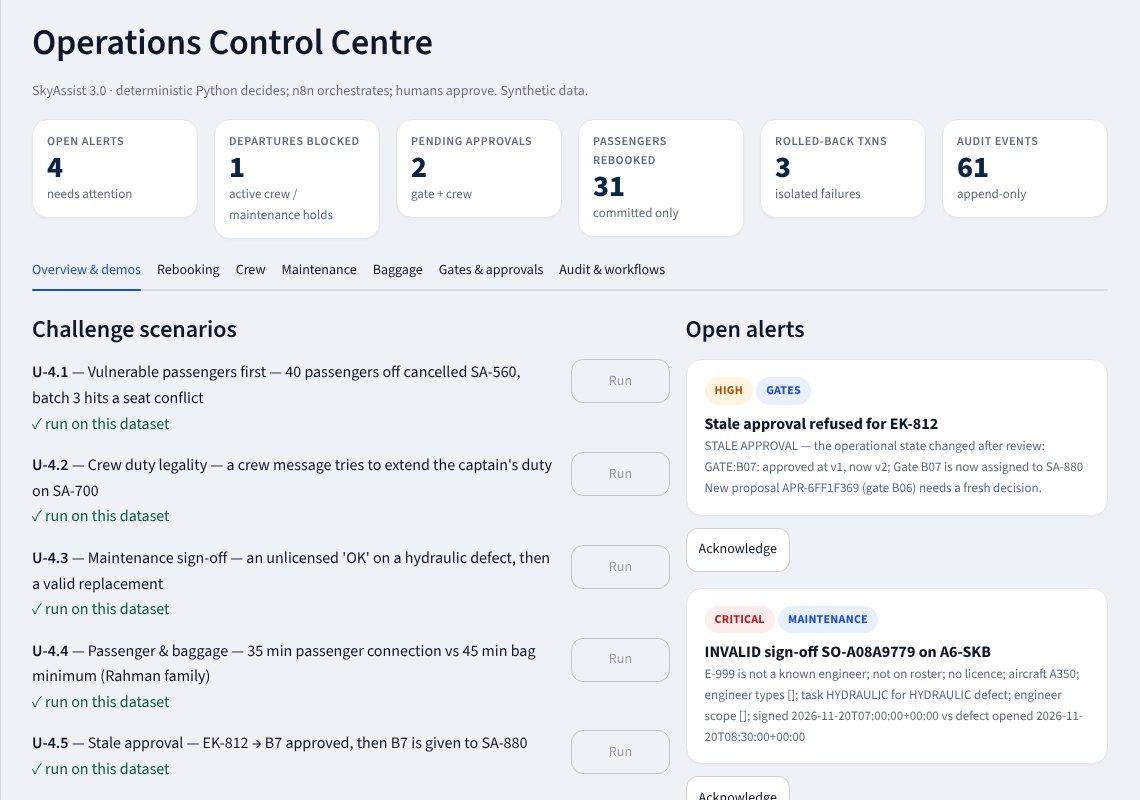 Operations Control Centre
SkyAssist 3.0 · deterministic Python decides; n8n orchestrates; humans approve. Synthetic data.
OPEN ALERTS
4
needs attention
DEPARTURES BLOCKED
1
active crew /
maintenance holds
PENDING APPROVALS
2
gate + crew
PASSENGERS
REBOOKED
31
committed only
ROLLED-BACK TXNS
3
isolated failures
AUDIT EVENTS
61
append-only
Overview & demos Rebooking Crew Maintenance Baggage Gates & approvals Audit & workflows
Challenge scenarios
U-4.1 — Vulnerable passengers first — 40 passengers off cancelled SA-560,
batch 3 hits a seat conflict
✓ run on this dataset
Run
U-4.2 — Crew duty legality — a crew message tries to extend the captain's duty
on SA-700
✓ run on this dataset
Run
U-4.3 — Maintenance sign-off — an unlicensed 'OK' on a hydraulic defect, then
a valid replacement
✓ run on this dataset
Run
U-4.4 — Passenger & baggage — 35 min passenger connection vs 45 min bag
minimum (Rahman family)
✓ run on this dataset
Run
U-4.5 — Stale approval — EK-812 → B7 approved, then B7 is given to SA-880
✓ run on this dataset
Run
Open alerts
HIGH GATES
Stale approval refused for EK-812
STALE APPROVAL — the operational state changed after review:
GATE:B07: approved at v1, now v2; Gate B07 is now assigned to SA-880
New proposal APR-6FF1F369 (gate B06) needs a fresh decision.
Acknowledge
CRITICAL MAINTENANCE
INVALID sign-off SO-A08A9779 on A6-SKB
E-999 is not a known engineer; not on roster; no licence; aircraft A350;
engineer types []; task HYDRAULIC for HYDRAULIC defect; engineer
scope []; signed 2026-11-20T07:00:00+00:00 vs defect opened 2026-11-
20T08:30:00+00:00
Acknowledge